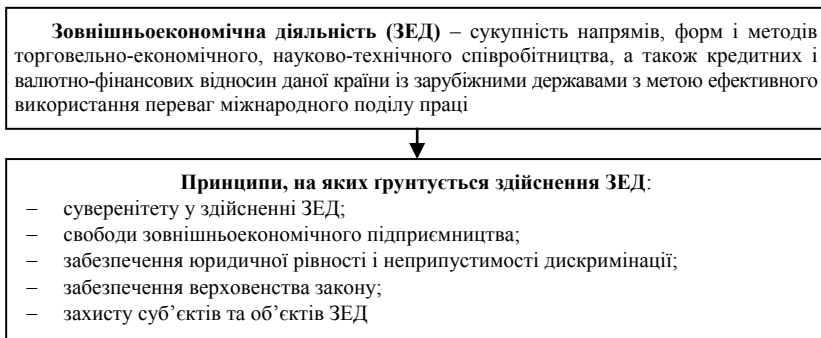 Зовнішньоекономічна діяльність (ЗЕД) – сукупність напрямів, форм і методів
торговельно-економічного, науково-технічного співробітництва, а також кредитних і
валютно-фінансових відносин даної країни із зарубіжними державами з метою ефективного
використання переваг міжнародного поділу праці
Принципи, на яких ґрунтується здійснення ЗЕД:
– суверенітету у здійсненні ЗЕД;
– свободи зовнішньоекономічного підприємництва;
– забезпечення юридичної рівності і неприпустимості дискримінації;
– забезпечення верховенства закону;
– захисту суб’єктів та об’єктів ЗЕД